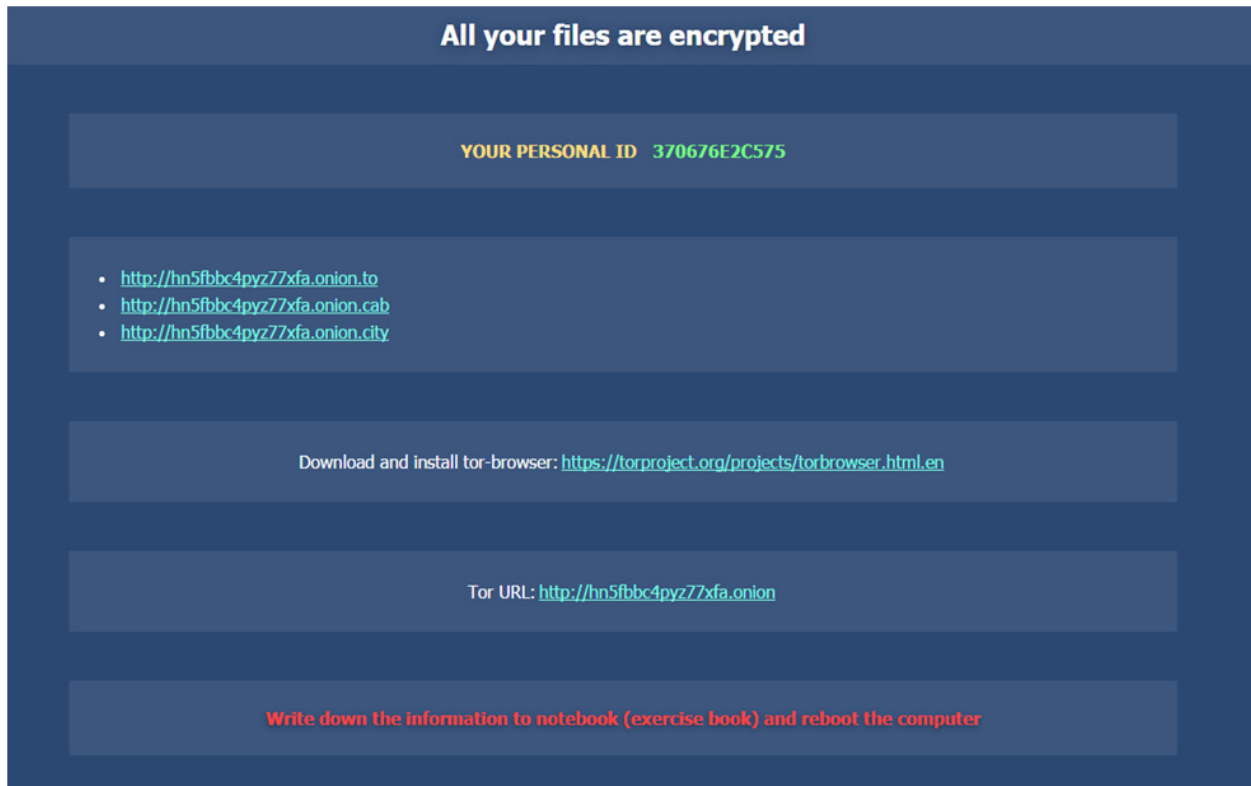 All your files are encrypted
YOUR PERSONAL ID 370676E2C575
http://hn5fbbc4pyz77xfa.onion.to
http://hn5fbbc4pyz77xfa.onion.cab
http://hn5fbbc4pyz77xfa.onion.city
Download and install tor-browser: https://torproject.org/projects/torbrowser.html.en
Tor URL: http://hn5fbbc4pyz77xfa.onion
Write down the information to notebook (exercise book) and reboot the computer